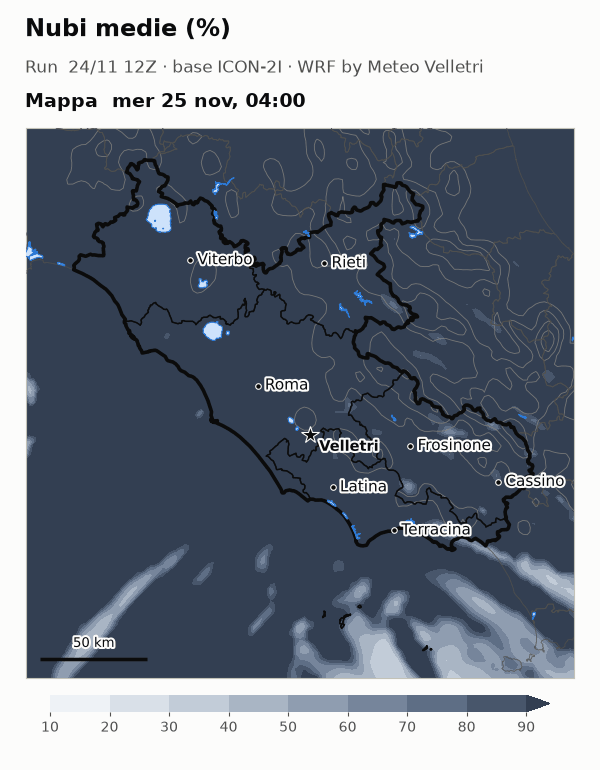 Nubi medie (%)
Run  24/11 12Z · base ICON-2I · WRF by Meteo Velletri
Mappa  mer 25 nov, 04:00
Viterbo
Rieti
Roma
Velletri
Frosinone
Cassino
Latina
Terracina
50 km
10 20 30 40 50 60 70 80 90